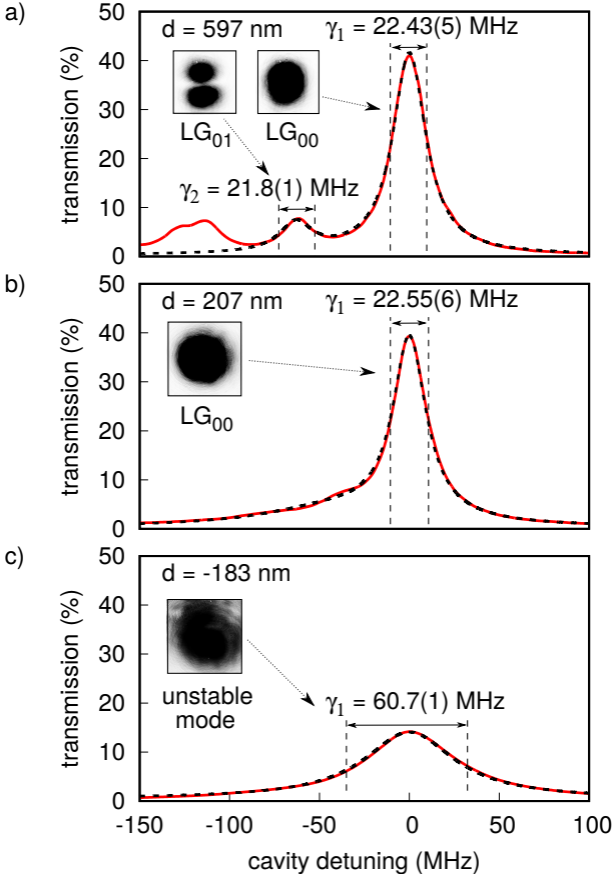 a)
d = 597 nm
γ1 = 22.43(5) MHz
LG01
LG00
γ2 = 21.8(1) MHz
transmission (%)
50
40
30
20
10
0
b)
d = 207 nm
γ1 = 22.55(6) MHz
LG00
transmission (%)
50
40
30
20
10
0
c)
d = -183 nm
unstable
mode
γ1 = 60.7(1) MHz
transmission (%)
50
40
30
20
10
0
-150
-100
-50
0
50
100
cavity detuning (MHz)